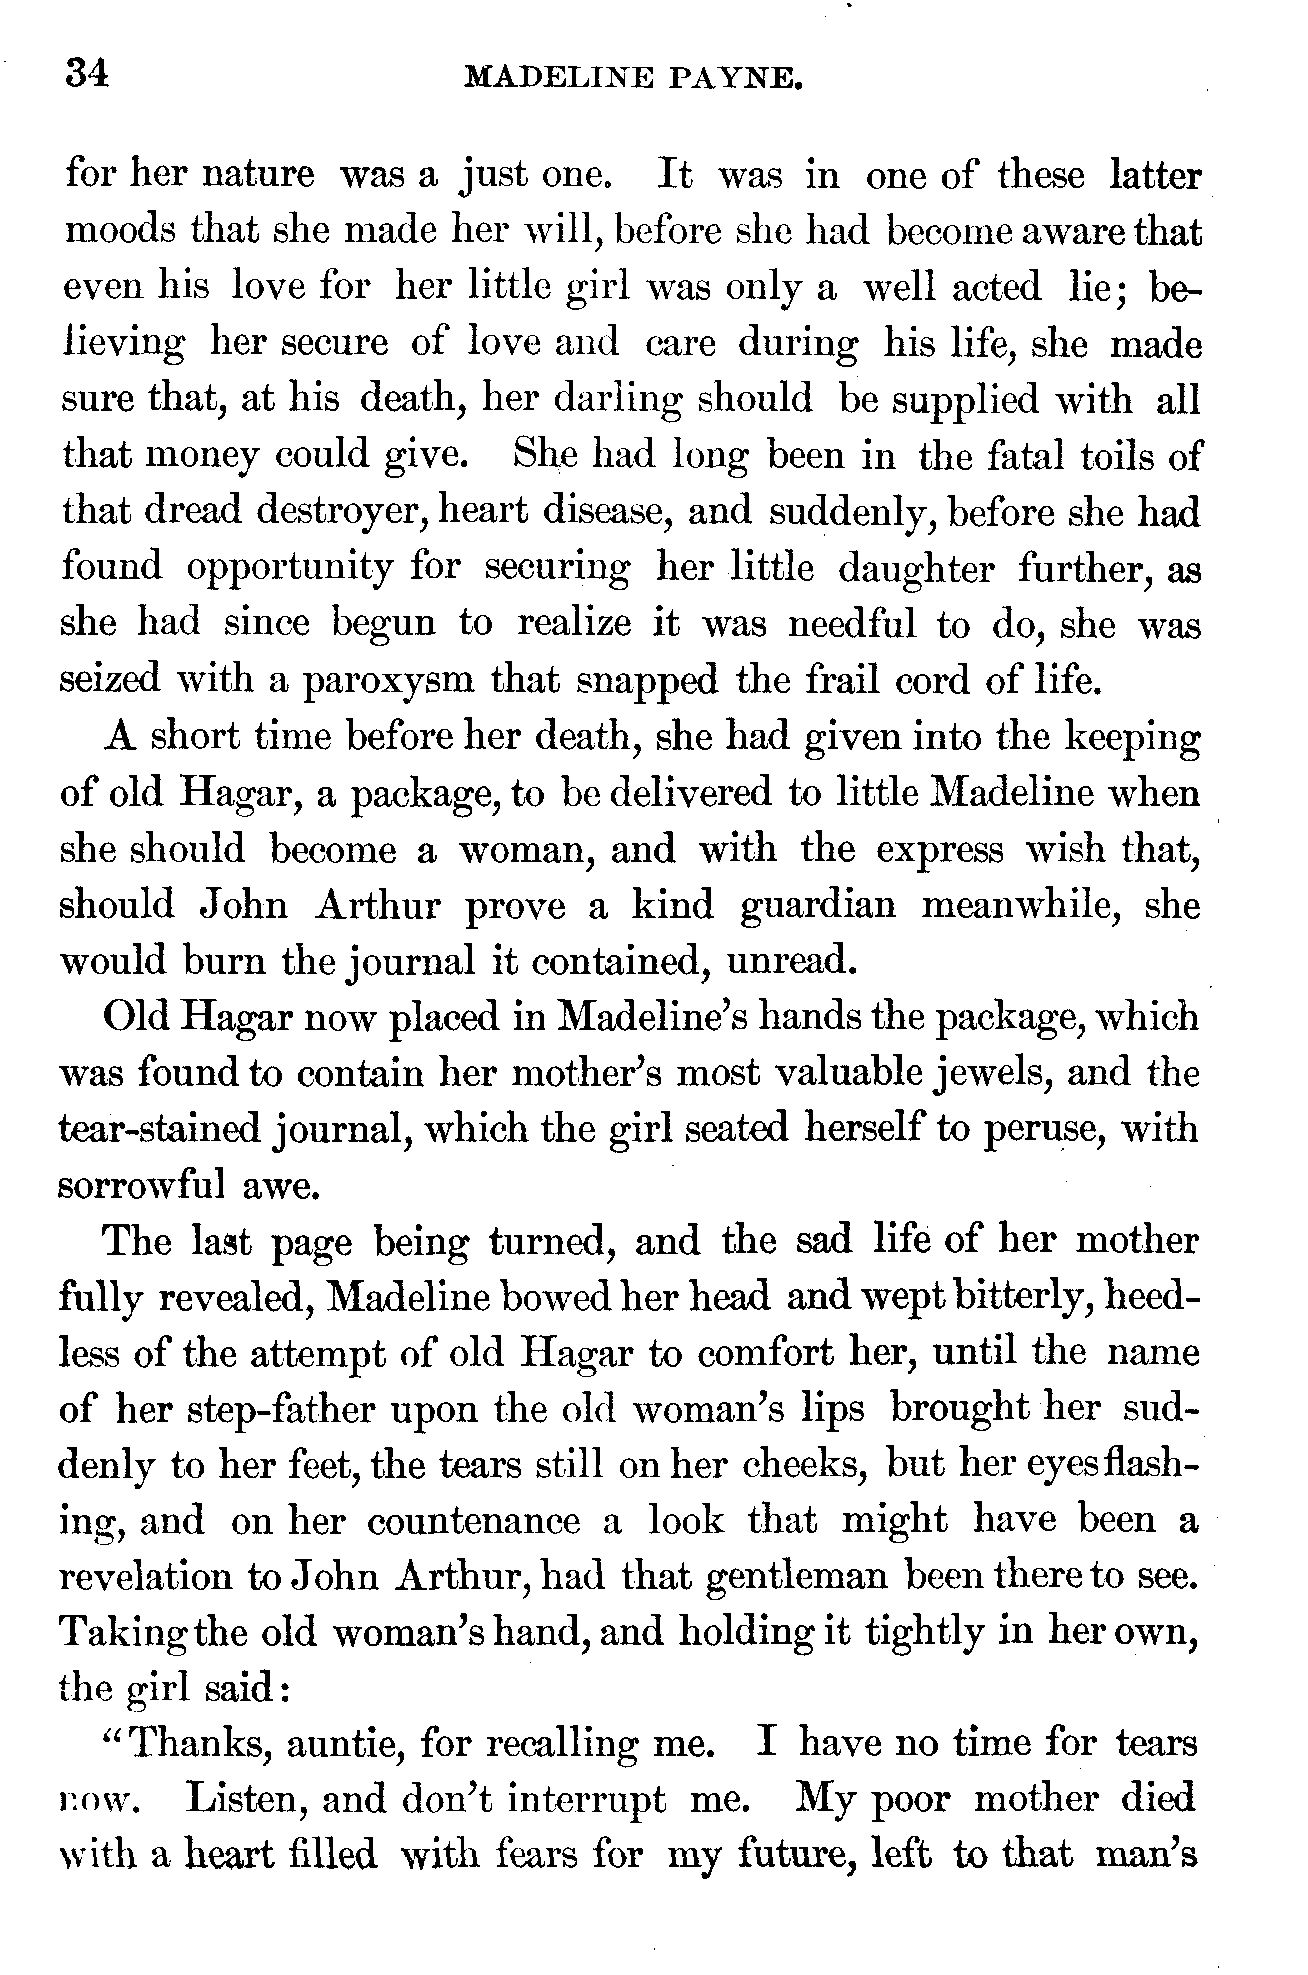 34 MADELINE PAYNE.
for her nature was a just one. It was in one of these latter
moods that she made her will, before she had become aware that
even his love for her little girl was only a well acted lie; be-
lieving her secure of love and care during his life, she made
sure that, at his death, her darling should be supplied with all
that money could give. She had long been in the fatal toils of
that dread destroyer, heart disease, and suddenly, before she had
found opportunity for securing her little daughter further, as
she had since begun to realize it was needful to do, she was
seized with a paroxysm that snapped the frail cord of life.
A short time before her death, she had given into the keeping
of old Hagar, a package, to be delivered to little Madeline when
she should become a woman, and with the express wish that,
should John Arthur prove a kind guardian meanwhile, she
would burn the journal it contained, unread.
Old Hagar now placed in Madeline's hands the package, which
was found to contain her mother's most valuable jewels, and the
tear-stained journal, which the girl seated herself to peruse, with
sorrowful awe.
The last page being turned, and the sad life of her mother
fully revealed, Madeline bowed her head and wept bitterly, heed-
less of the attempt of old Hagar to comfort her, until the name
of her step-father upon the old woman's lips brought her sud-
denly to her feet, the tears still on her cheeks, but her eyes flash-
ing, and on her countenance a look that might have been a
revelation to John Arthur, had that gentleman been there to see.
Taking the old woman's hand, and holding it tightly in her own,
the girl said:
"Thanks, auntie, for recalling me. I have no time for tears
now. Listen, and don't interrupt me. My poor mother died
with a heart filled with fears for my future, left to that man's